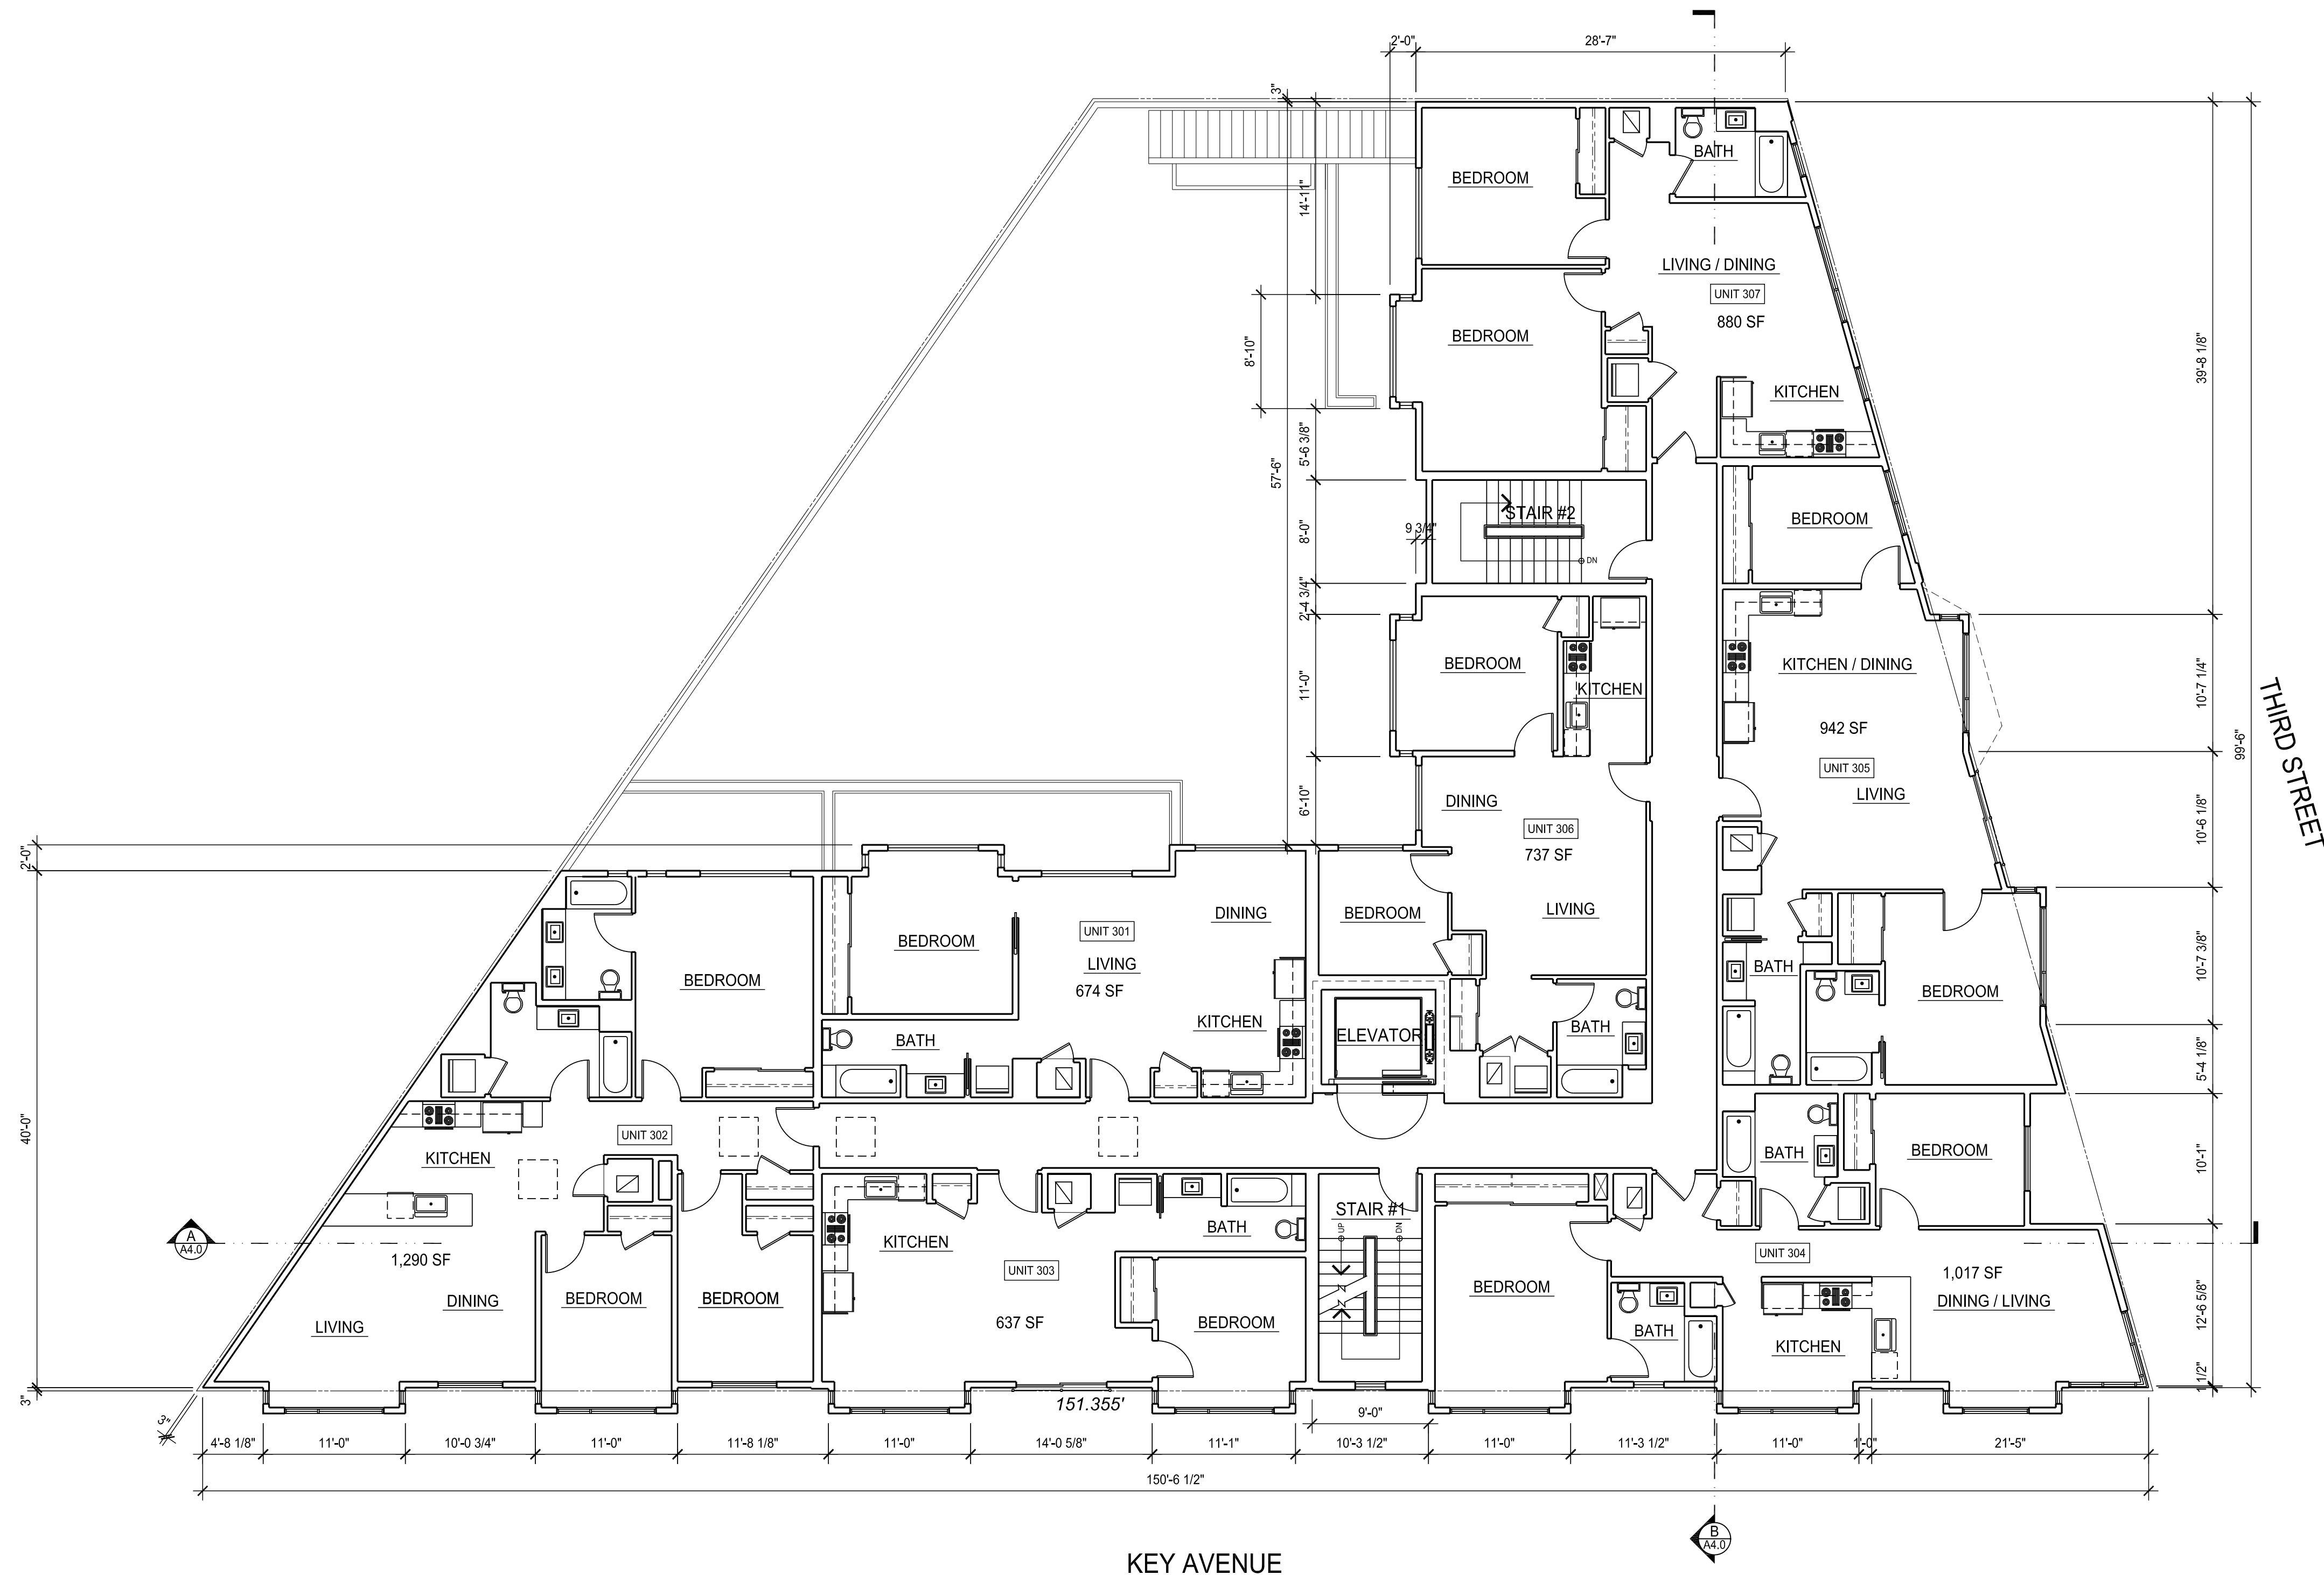 2'-0"
28'-7"
3"
BATH
BEDROOM
14'-11"
LIVING / DINING
UNIT 307
880 SF
BEDROOM
8'-10"
39'-8 1/8"
KITCHEN
5'-6 3/8"
57'-6"
STAIR #2
BEDROOM
9 3/4"
8'-0"
DN
2'-4 3/4"
BEDROOM
KITCHEN / DINING
KITCHEN
11'-0"
10'-7 1/4"
942 SF
THIRD STREET
99'-6"
UNIT 305
LIVING
DINING
6'-10"
UNIT 306
737 SF
10'-6 1/8"
2'-0"
BEDROOM
LIVING
DINING
UNIT 301
BEDROOM
LIVING
674 SF
BEDROOM
BATH
10'-7 3/8"
BEDROOM
KITCHEN
BATH
ELEVATOR
BATH
5'-4 1/8"
40'-0"
UNIT 302
KITCHEN
BATH
BEDROOM
10'-1"
STAIR #1
UP
DN
BATH
KITCHEN
A
A4.0
1,290 SF
UNIT 303
UNIT 304
1,017 SF
BEDROOM
DINING
BEDROOM
BEDROOM
DINING / LIVING
12'-6 5/8"
LIVING
637 SF
BEDROOM
BATH
KITCHEN
1 1/2"
3"
151.355'
3"
9'-0"
4'-8 1/8"
11'-0"
10'-0 3/4"
11'-0"
11'-8 1/8"
11'-0"
14'-0 5/8"
11'-1"
10'-3 1/2"
11'-0"
11'-3 1/2"
11'-0"
1'-0"
21'-5"
150'-6 1/2"
B
A4.0
KEY AVENUE